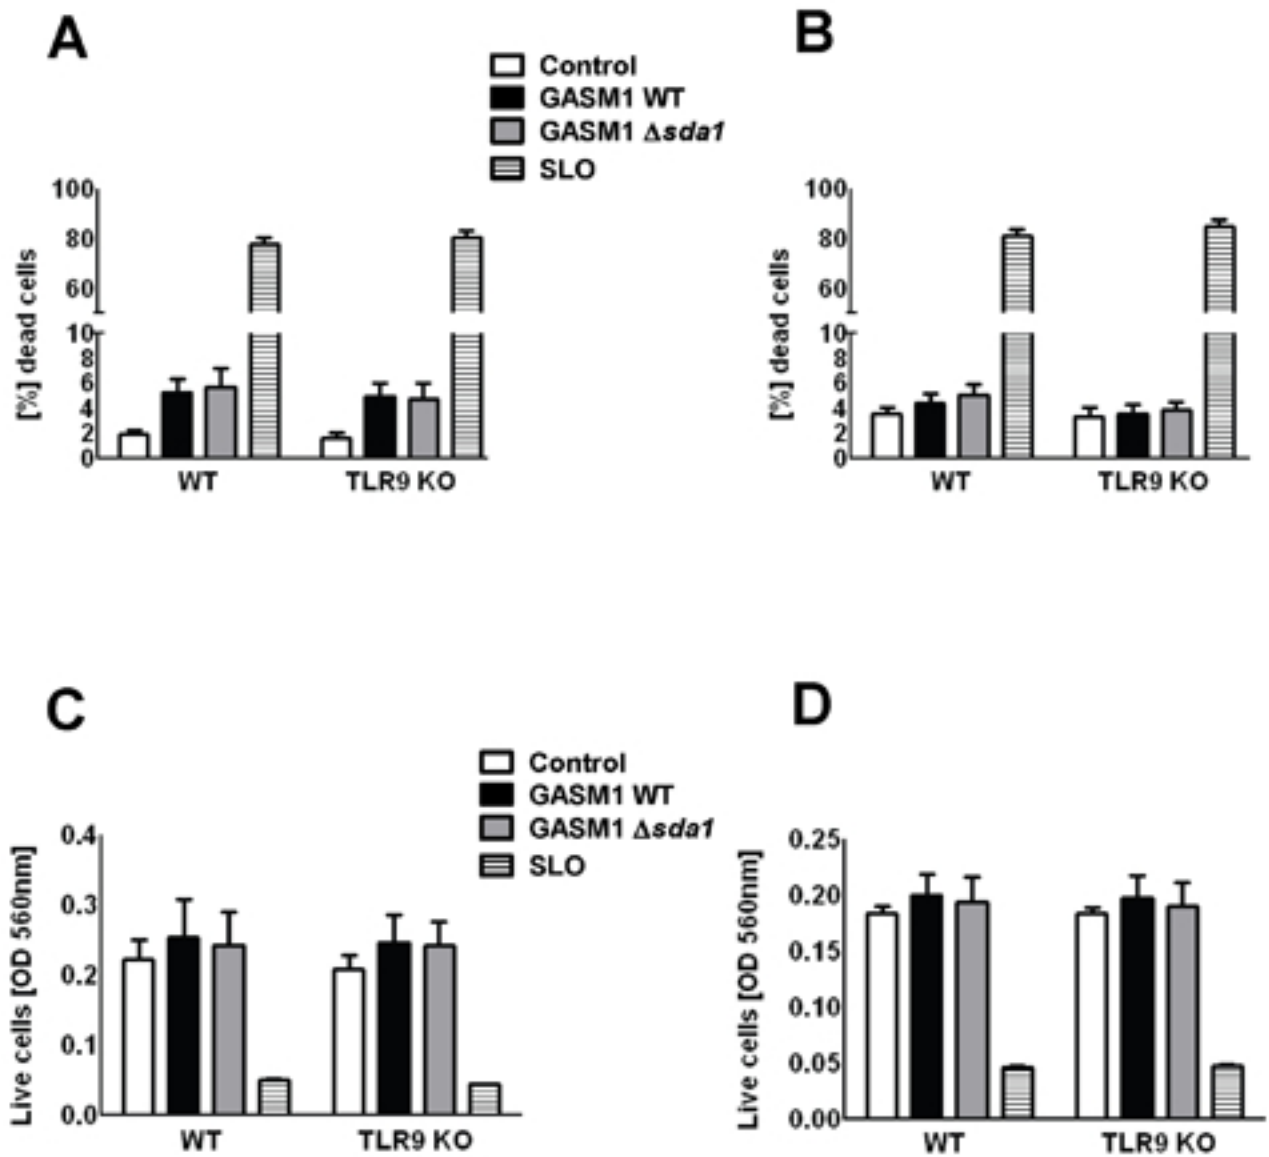 A
B
Control
GASM1 WT
GASM1 Δsda1
SLO
[%] dead cells
100
80
60
10
8
6
4
2
0
WT
TLR9 KO
[%] dead cells
100
80
60
10
8
6
4
2
0
WT
TLR9 KO
C
D
Control
GASM1 WT
GASM1 Δsda1
SLO
Live cells [OD 560nm]
0.4
0.3
0.2
0.1
0.0
WT
TLR9 KO
Live cells [OD 560nm]
0.25
0.20
0.15
0.10
0.05
0.00
WT
TLR9 KO